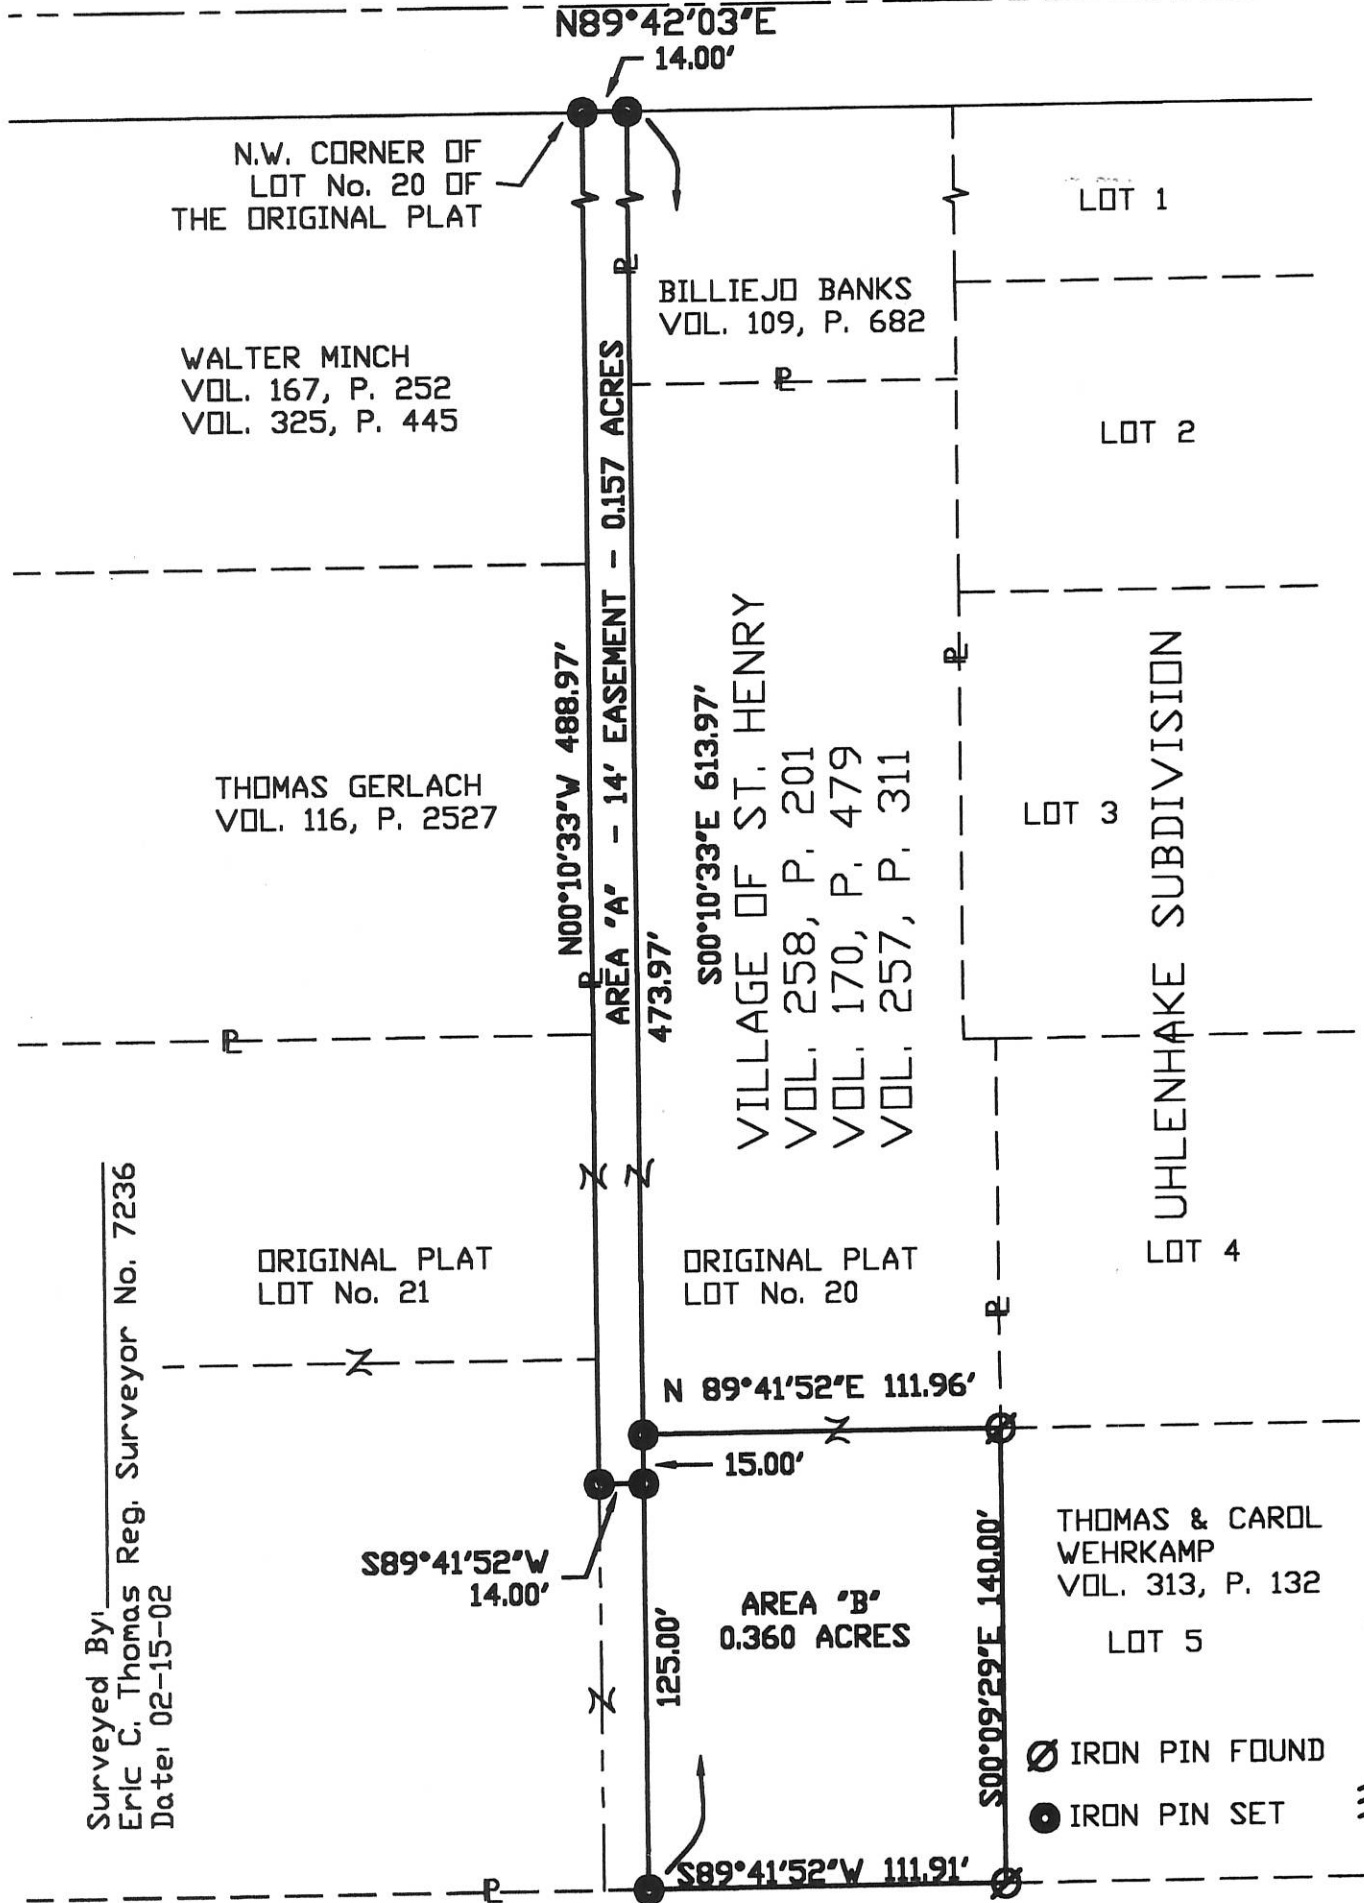 N89°42'03"E
14.00'
N.W. CORNER OF
LOT No. 20 OF
THE ORIGINAL PLAT
LOT 1
BILLIEJO BANKS
VOL. 109, P. 682
WALTER MINCH
VOL. 167, P. 252
VOL. 325, P. 445
LOT 2
AREA "A" - 14' EASEMENT - 0.157 ACRES
N00°10'33"W 488.97'
473.97'
S00°10'33"E 613.97'
VILLAGE OF ST. HENRY
VOL. 258, P. 201
VOL. 170, P. 479
VOL. 257, P. 311
THOMAS GERLACH
VOL. 116, P. 2527
LOT 3
UHLENHAKE SUBDIVISION
ORIGINAL PLAT
LOT No. 21
ORIGINAL PLAT
LOT No. 20
LOT 4
N 89°41'52"E 111.96'
15.00'
S89°41'52"W
14.00'
AREA "B"
0.360 ACRES
125.00'
S00°09'29"E 140.00'
THOMAS & CAROL
WEHRKAMP
VOL. 313, P. 132
LOT 5
IRON PIN FOUND
IRON PIN SET
S89°41'52"W 111.91'
Surveyed By:
Eric C. Thomas Reg. Surveyor No. 7236
Date: 02-15-02